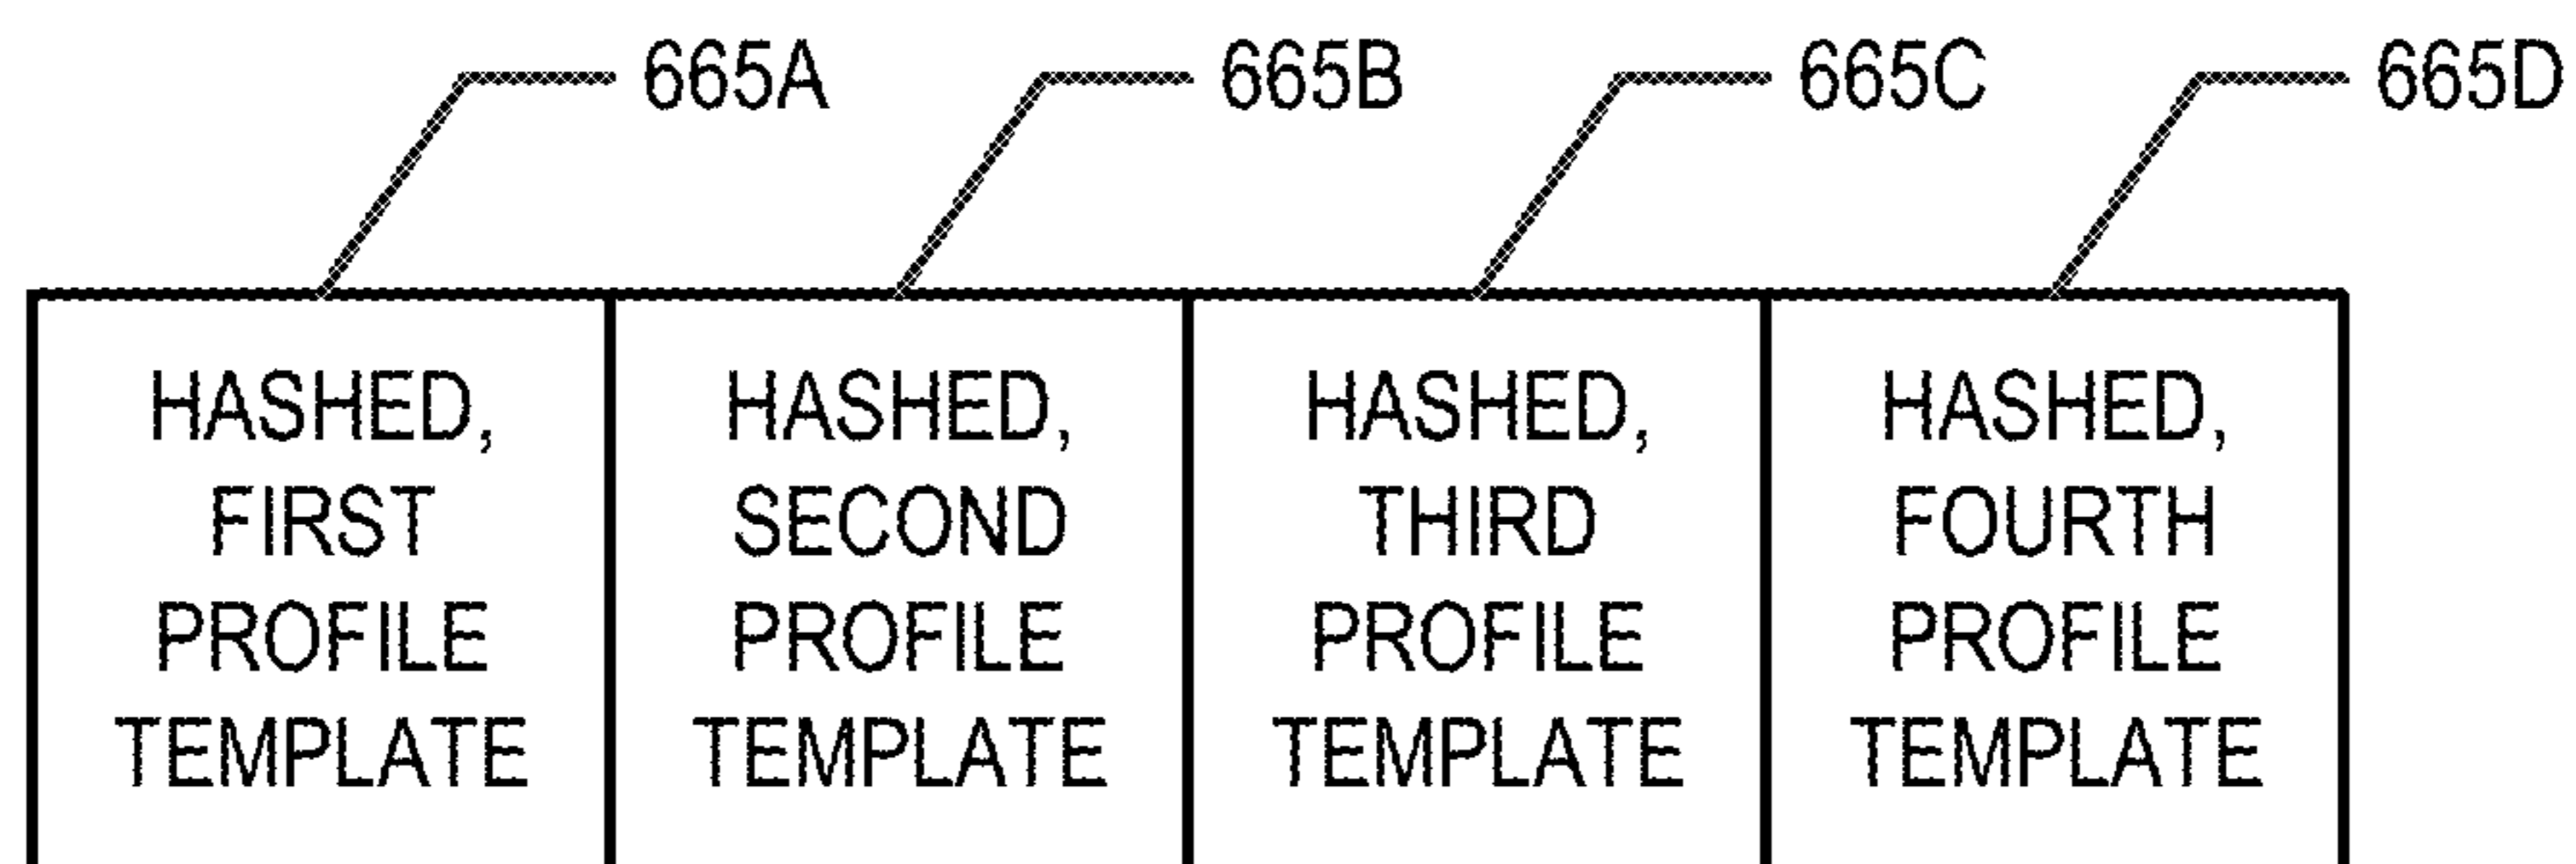 665A 665B 665C 665D
HASHED,
FIRST
PROFILE
TEMPLATE
HASHED,
SECOND
PROFILE
TEMPLATE
HASHED,
THIRD
PROFILE
TEMPLATE
HASHED,
FOURTH
PROFILE
TEMPLATE